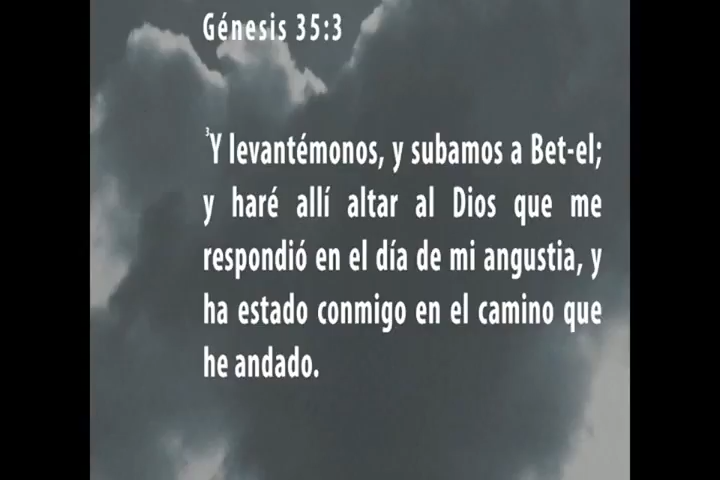 Génesis 35:3
³Y levantémonos, y subamos a Bet-el;
y haré allí altar al Dios que me
respondió en el día de mi angustia, y
ha estado conmigo en el camino que
he andado.